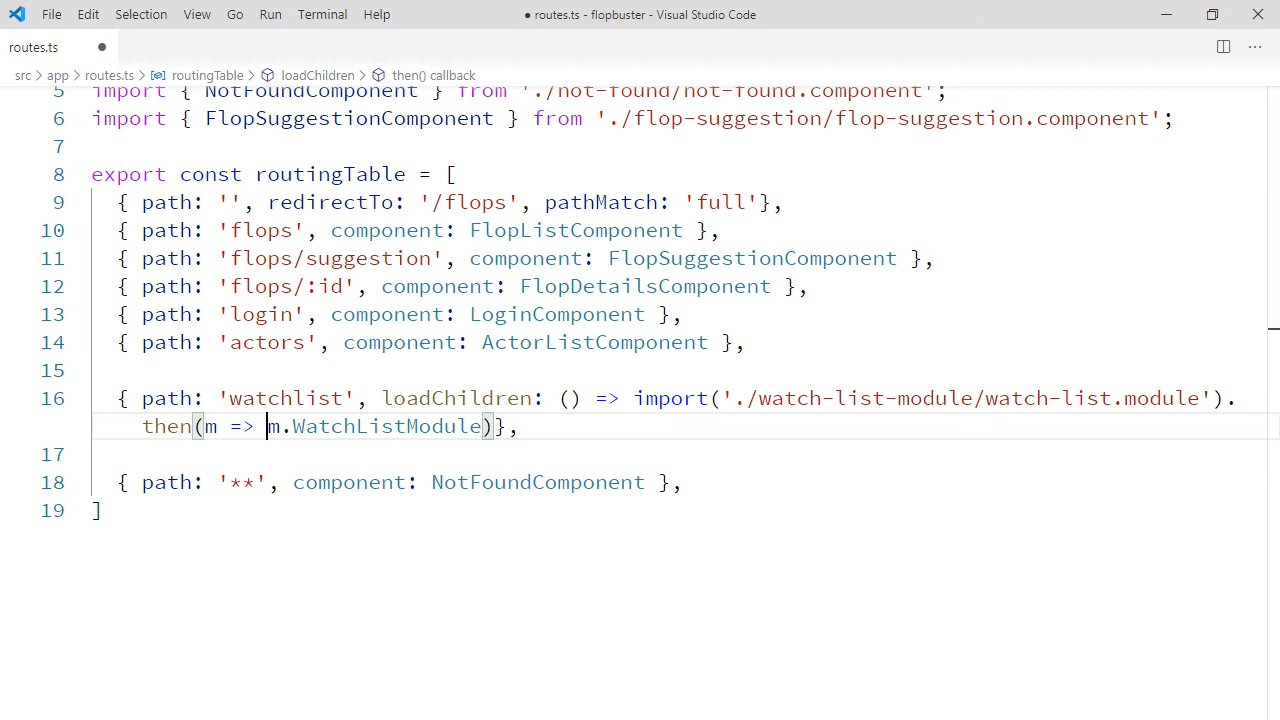 File Edit Selection View Go Run Terminal Help ● routes.ts - flopbuster - Visual Studio Code
routes.ts
src > app > routes.ts > routingTable > loadChildren > then() callback
5 import { NotFoundComponent } from './not-found/not-found.component';
6 import { FlopSuggestionComponent } from './flop-suggestion/flop-suggestion.component';
7
8 export const routingTable = [
9 { path: '', redirectTo: '/flops', pathMatch: 'full'},
10 { path: 'flops', component: FlopListComponent },
11 { path: 'flops/suggestion', component: FlopSuggestionComponent },
12 { path: 'flops/:id', component: FlopDetailsComponent },
13 { path: 'login', component: LoginComponent },
14 { path: 'actors', component: ActorListComponent },
15
16 { path: 'watchlist', loadChildren: () => import('./watch-list-module/watch-list.module').
then(m => m.WatchListModule)},
17
18 { path: '**', component: NotFoundComponent },
19 ]